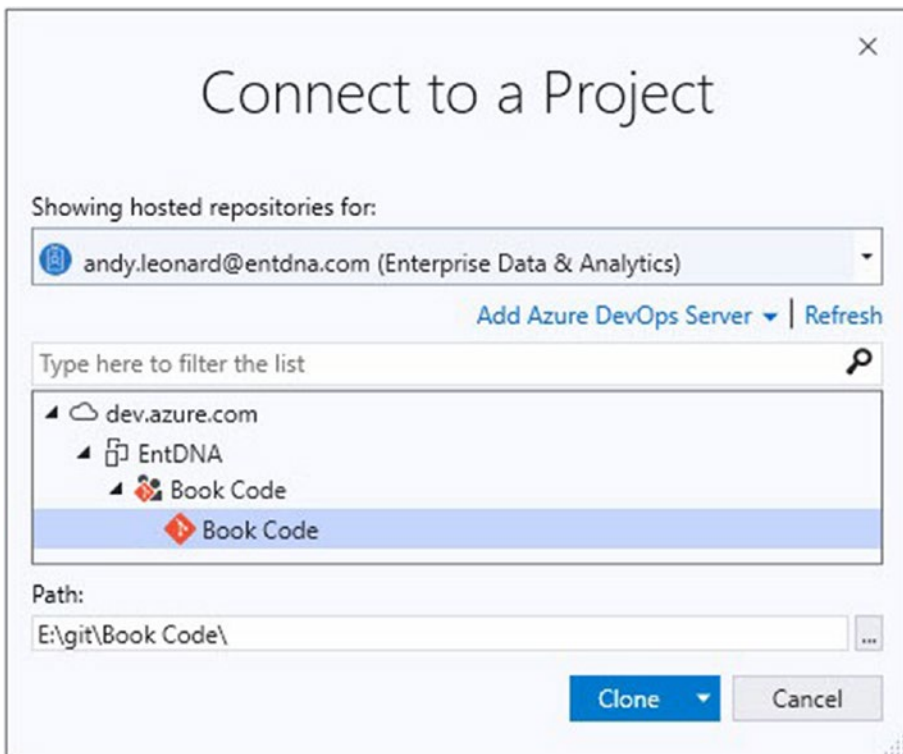 Connect to a Project
Showing hosted repositories for:
andy.leonard@entdna.com (Enterprise Data & Analytics)
Add Azure DevOps Server | Refresh
Type here to filter the list
dev.azure.com
EntDNA
Book Code
Book Code
Path:
E:\git\Book Code\
...
Clone
Cancel